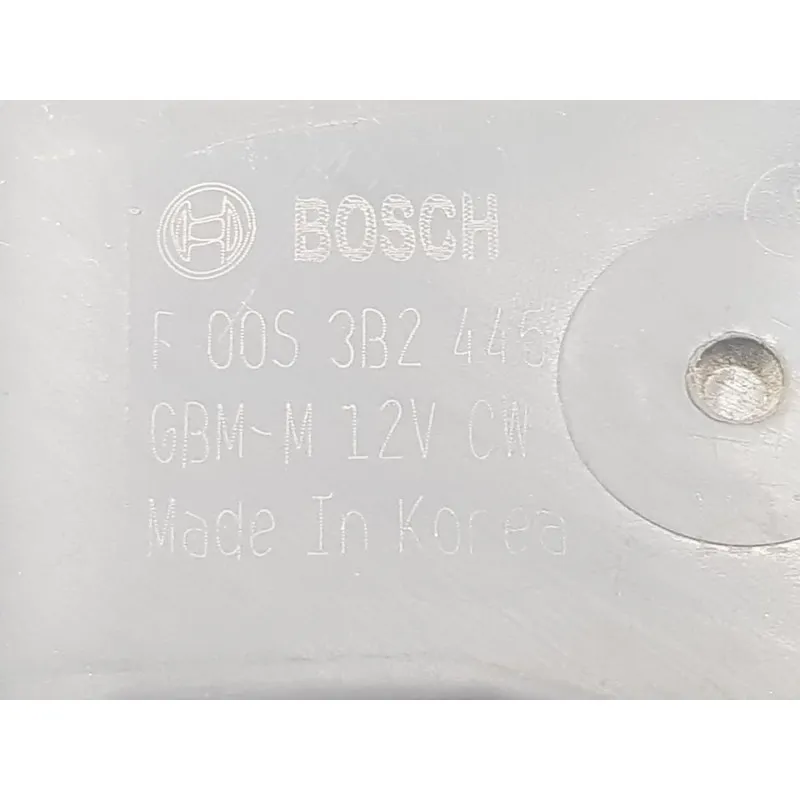 BOSCH
F 00S 3B2 445
GBM-M 12V CW
Made In Korea